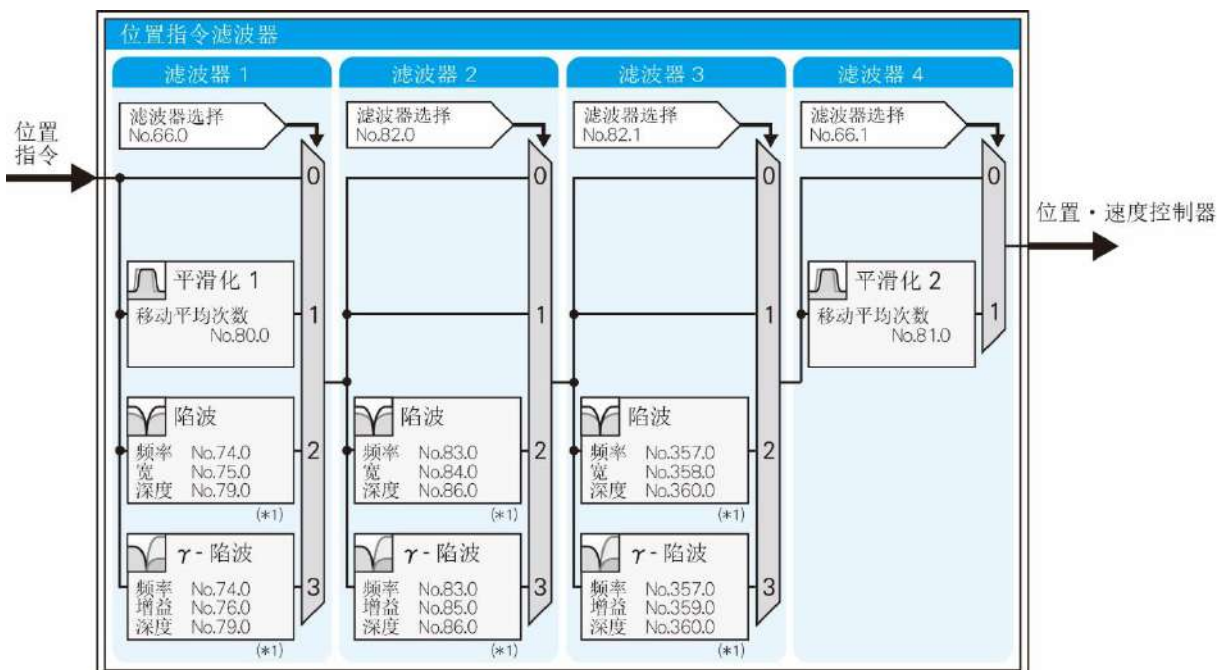 位置指令滤波器
滤波器 1
滤波器 2
滤波器 3
滤波器 4
位置
指令
滤波器选择
No.66.0
滤波器选择
No.82.0
滤波器选择
No.82.1
滤波器选择
No.66.1
0
0
0
0
位置・速度控制器
平滑化 1
移动平均次数
No.80.0
1
1
1
平滑化 2
移动平均次数
No.81.0
1
陷波
频率 No.74.0
宽 No.75.0
深度 No.79.0
(*1)
2
陷波
频率 No.83.0
宽 No.84.0
深度 No.86.0
(*1)
2
陷波
频率 No.357.0
宽 No.358.0
深度 No.360.0
(*1)
2
γ - 陷波
频率 No.74.0
增益 No.76.0
深度 No.79.0
(*1)
3
γ - 陷波
频率 No.83.0
增益 No.85.0
深度 No.86.0
(*1)
3
γ - 陷波
频率 No.357.0
增益 No.359.0
深度 No.360.0
(*1)
3